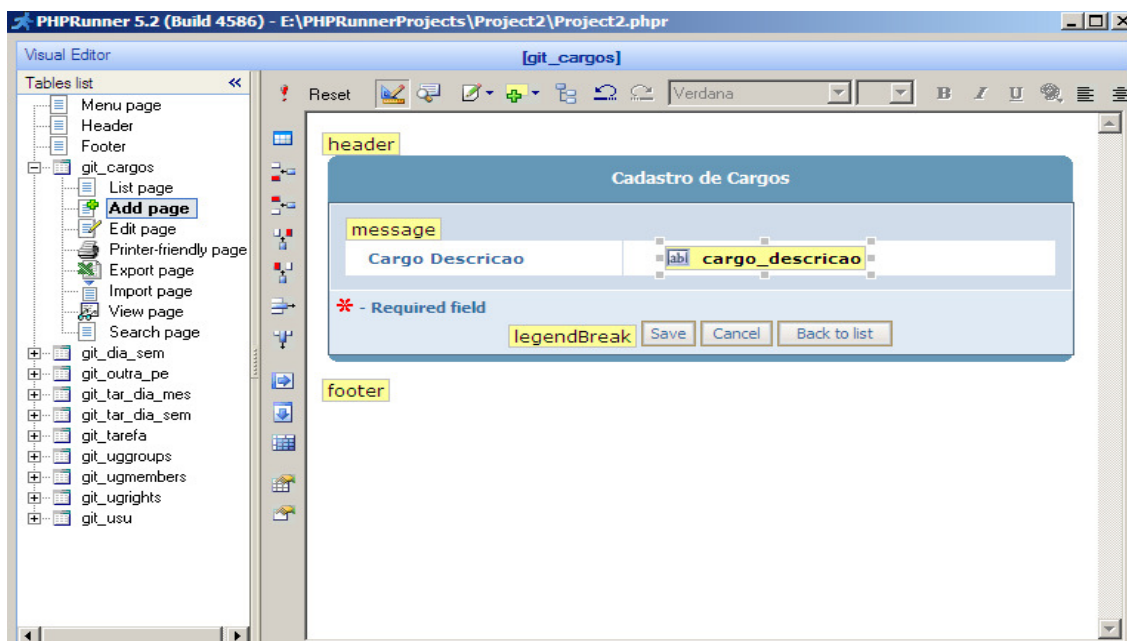 PHPRunner 5.2 (Build 4586) - E:\PHPRunnerProjects\Project2\Project2.phpr
Visual Editor
[git_cargos]
Tables list
Menu page
Header
Footer
git_cargos
List page
Add page
Edit page
Printer-friendly page
Export page
Import page
View page
Search page
git_dia_sem
git_outra_pe
git_tar_dia_mes
git_tar_dia_sem
git_tarefa
git_uggroups
git_ugmembers
git_ugrights
git_usu
Reset Verdana B I U
header
Cadastro de Cargos
message
Cargo Descricao abl cargo_descricao
* - Required field
legendBreak Save Cancel Back to list
footer